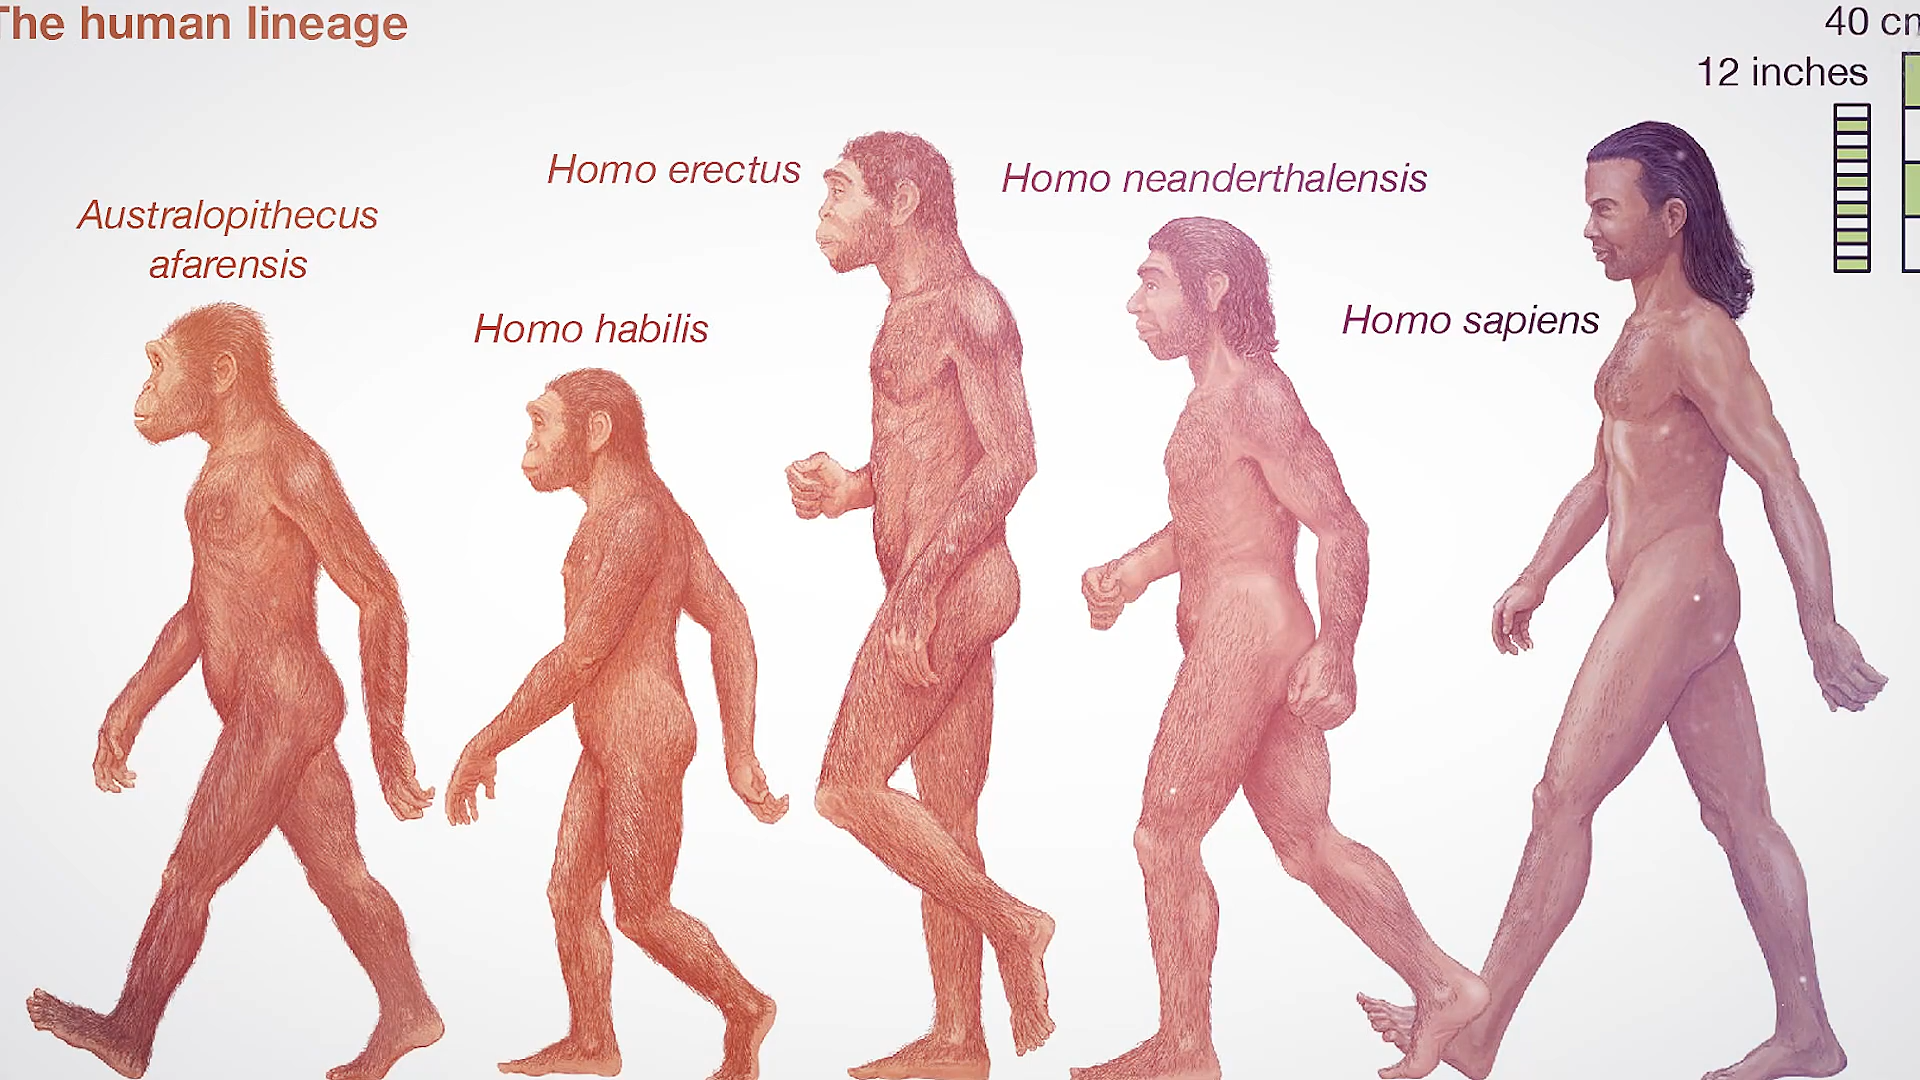 The human lineage
40 cm
12 inches
Homo erectus
Homo neanderthalensis
Australopithecus
afarensis
Homo habilis
Homo sapiens